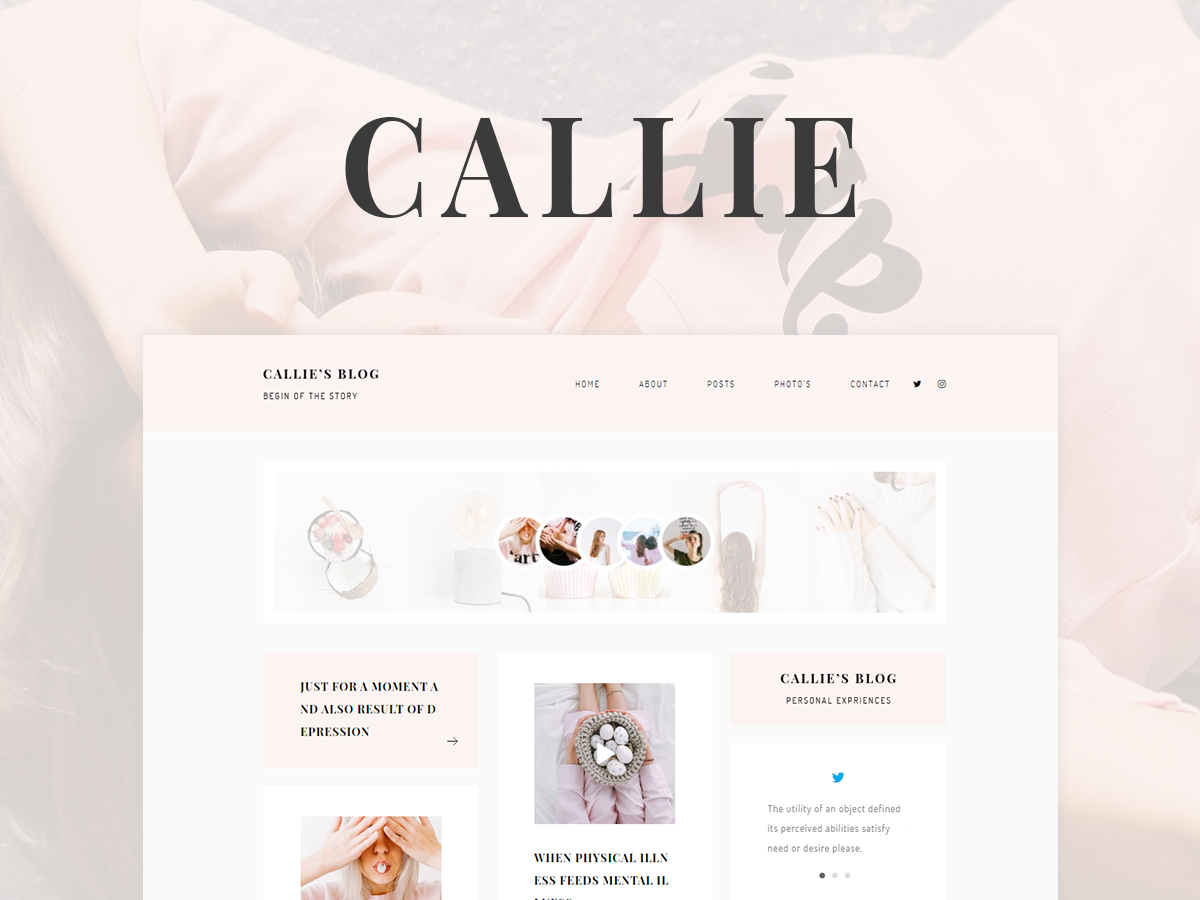 CALLIE
CALLIE'S BLOG
BEGIN OF THE STORY
HOME ABOUT POSTS PHOTO'S CONTACT
art
JUST FOR A MOMENT A
ND ALSO RESULT OF D
EPRESSION
WHEN PHYSICAL ILLN
ESS FEEDS MENTAL IL
CALLIE'S BLOG
PERSONAL EXPRIENCES
The utility of an object defined
its perceived abilities satisfy
need or desire please.